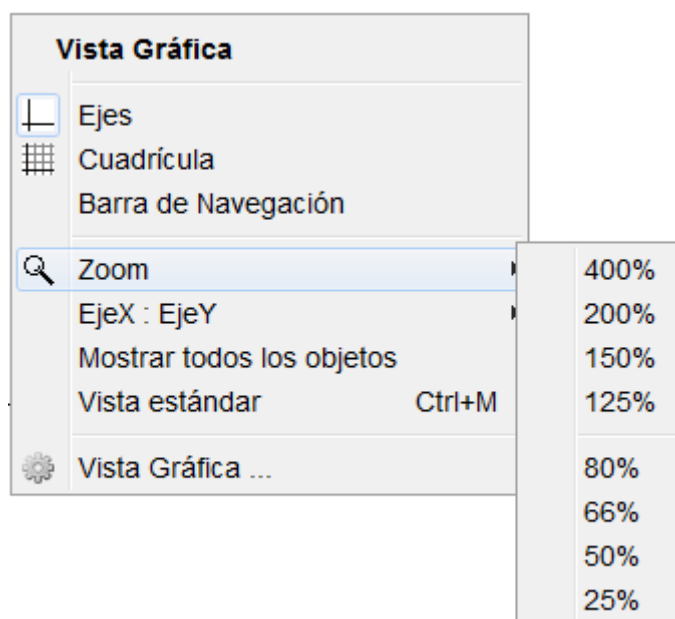 Vista Gráfica
Ejes
Cuadrícula
Barra de Navegación
Zoom
EjeX : EjeY
Mostrar todos los objetos
Vista estándar Ctrl+M
Vista Gráfica ...
400%
200%
150%
125%
80%
66%
50%
25%